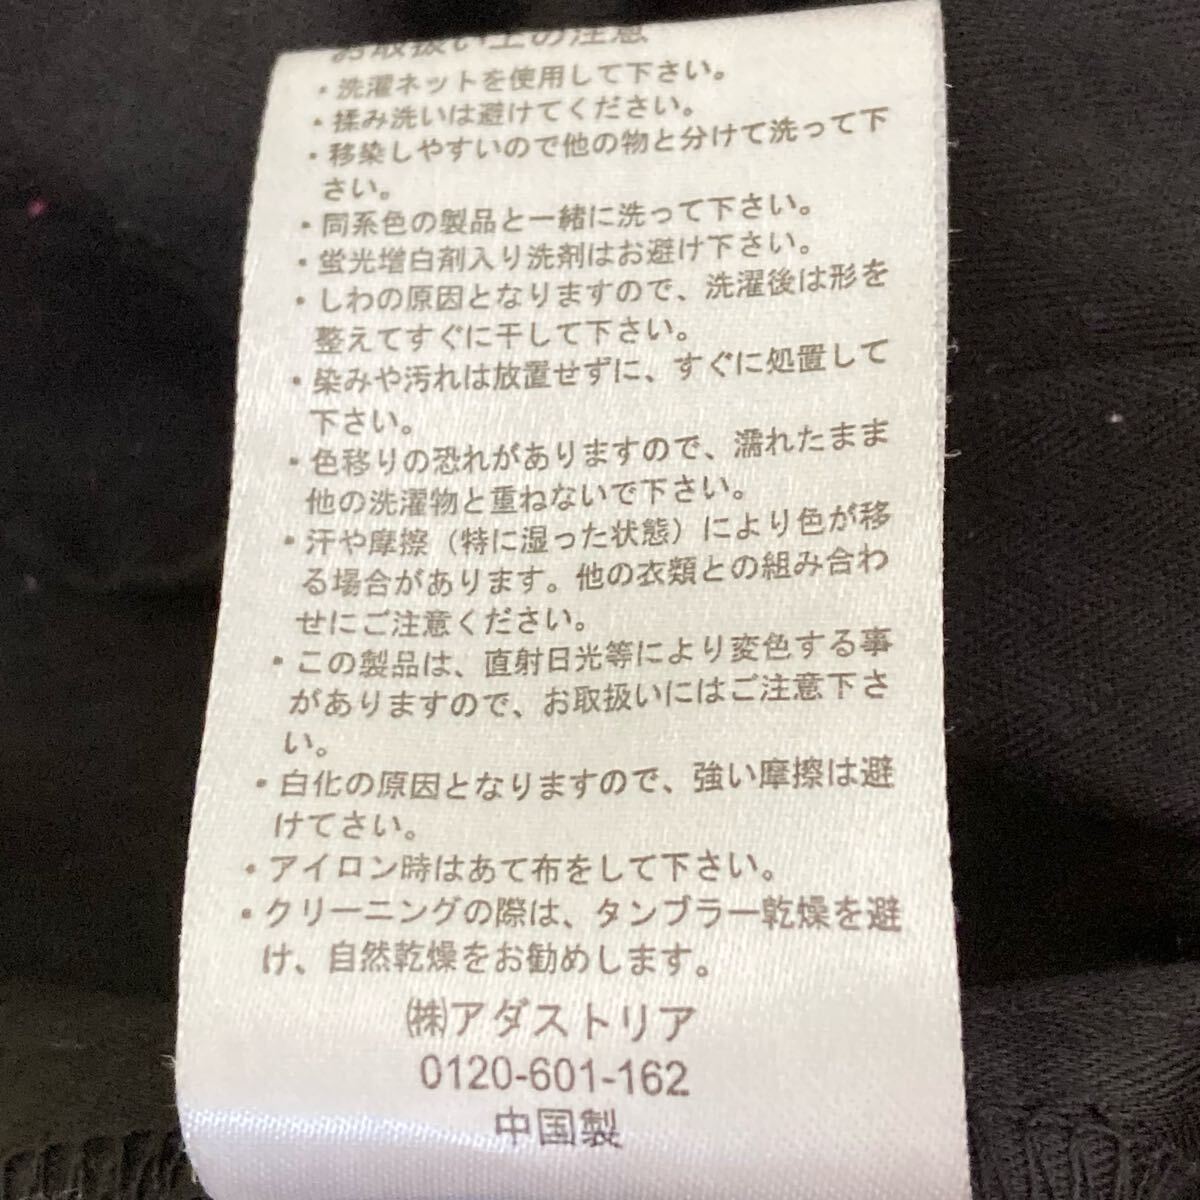 お取扱い上の注意
・洗濯ネットを使用して下さい。
・揉み洗いは避けてください。
・移染しやすいので他の物と分けて洗って下
さい。
・同系色の製品と一緒に洗って下さい。
・蛍光増白剤入り洗剤はお避け下さい。
・しわの原因となりますので、洗濯後は形を
整えてすぐに干して下さい。
・染みや汚れは放置せずに、すぐに処置して
下さい。
・色移りの恐れがありますので、濡れたまま
他の洗濯物と重ねないで下さい。
・汗や摩擦（特に湿った状態）により色が移
る場合があります。他の衣類との組み合わ
せにご注意ください。
・この製品は、直射日光等により変色する事
がありますので、お取扱いにはご注意下さ
い。
・白化の原因となりますので、強い摩擦は避
けてさい。
・アイロン時はあて布をして下さい。
・クリーニングの際は、タンブラー乾燥を避
け、自然乾燥をお勧めします。
㈱アダストリア
0120-601-162
中国製